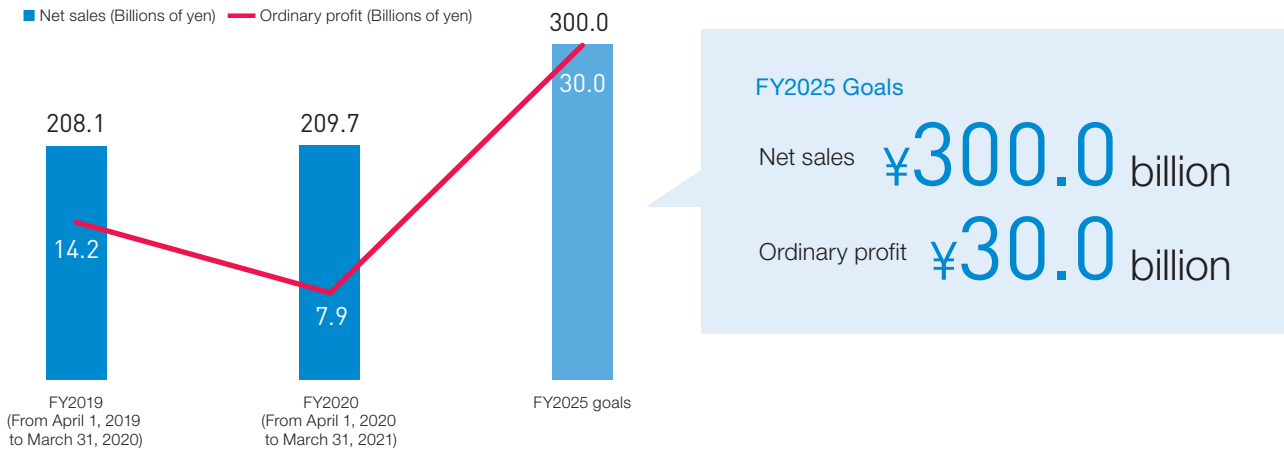 Net sales (Billions of yen) Ordinary profit (Billions of yen)
208.1
14.2
209.7
7.9
300.0
30.0
FY2019
(From April 1, 2019
to March 31, 2020)
FY2020
(From April 1, 2020
to March 31, 2021)
FY2025 goals
FY2025 Goals
Net sales ¥300.0 billion
Ordinary profit ¥30.0 billion